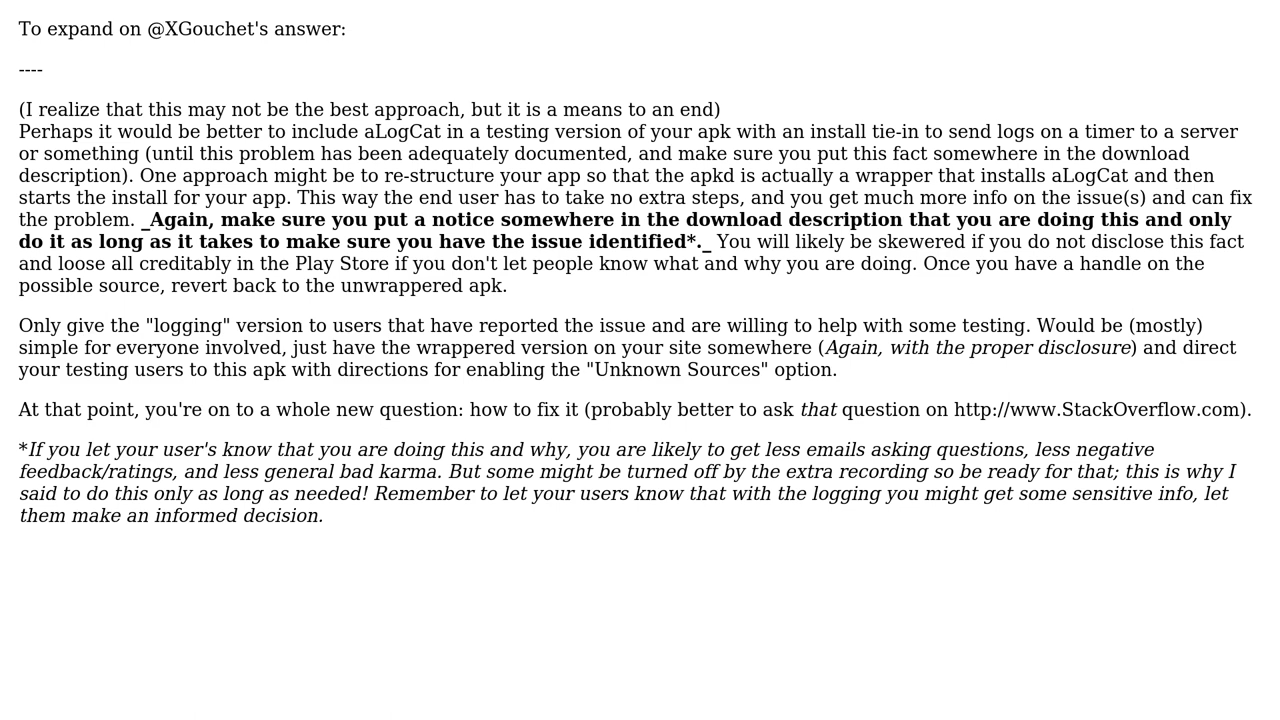 To expand on @XGouchet's answer:
----
(I realize that this may not be the best approach, but it is a means to an end)
Perhaps it would be better to include aLogCat in a testing version of your apk with an install tie-in to send logs on a timer to a server
or something (until this problem has been adequately documented, and make sure you put this fact somewhere in the download
description). One approach might be to re-structure your app so that the apkd is actually a wrapper that installs aLogCat and then
starts the install for your app. This way the end user has to take no extra steps, and you get much more info on the issue(s) and can fix
the problem. _Again, make sure you put a notice somewhere in the download description that you are doing this and only
do it as long as it takes to make sure you have the issue identified*._ You will likely be skewered if you do not disclose this fact
and loose all creditably in the Play Store if you don't let people know what and why you are doing. Once you have a handle on the
possible source, revert back to the unwrappered apk.
Only give the "logging" version to users that have reported the issue and are willing to help with some testing. Would be (mostly)
simple for everyone involved, just have the wrappered version on your site somewhere (Again, with the proper disclosure) and direct
your testing users to this apk with directions for enabling the "Unknown Sources" option.
At that point, you're on to a whole new question: how to fix it (probably better to ask that question on http://www.StackOverflow.com).
*If you let your user's know that you are doing this and why, you are likely to get less emails asking questions, less negative
feedback/ratings, and less general bad karma. But some might be turned off by the extra recording so be ready for that; this is why I
said to do this only as long as needed! Remember to let your users know that with the logging you might get some sensitive info, let
them make an informed decision.